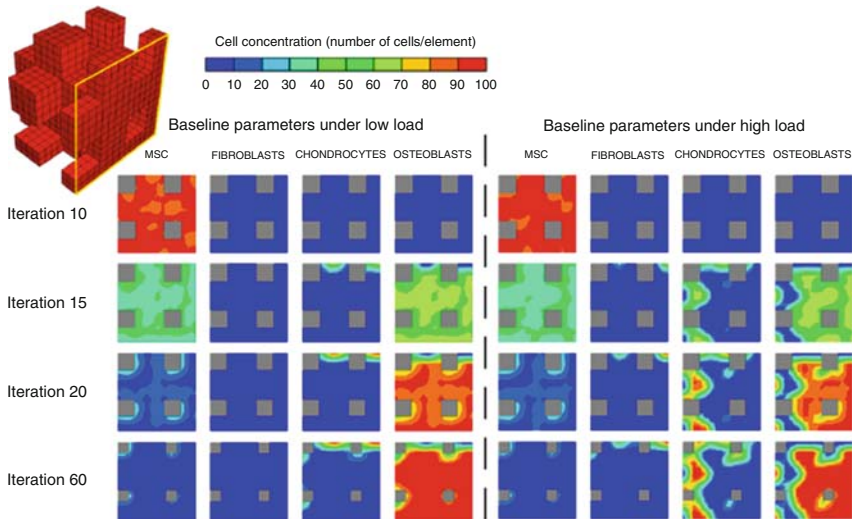 Cell concentration (number of cells/element)
0 10 20 30 40 50 60 70 80 90 100
Baseline parameters under low load
Baseline parameters under high load
MSC FIBROBLASTS CHONDROCYTES OSTEOBLASTS
MSC FIBROBLASTS CHONDROCYTES OSTEOBLASTS
Iteration 10
Iteration 15
Iteration 20
Iteration 60